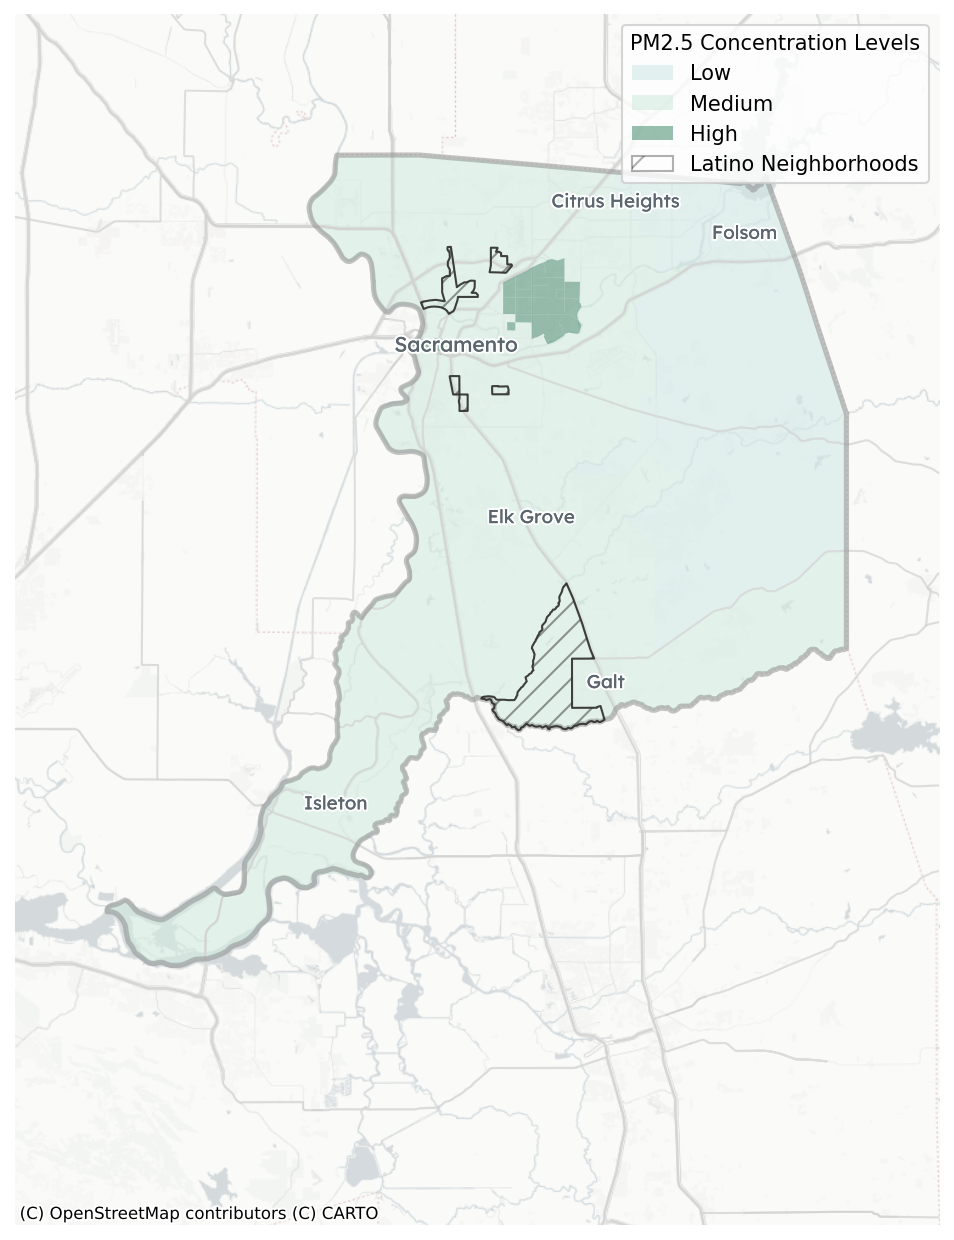 PM2.5 Concentration Levels
Low
Medium
High
Latino Neighborhoods
Citrus Heights
Folsom
Sacramento
Elk Grove
Galt
Isleton
(C) OpenStreetMap contributors (C) CARTO